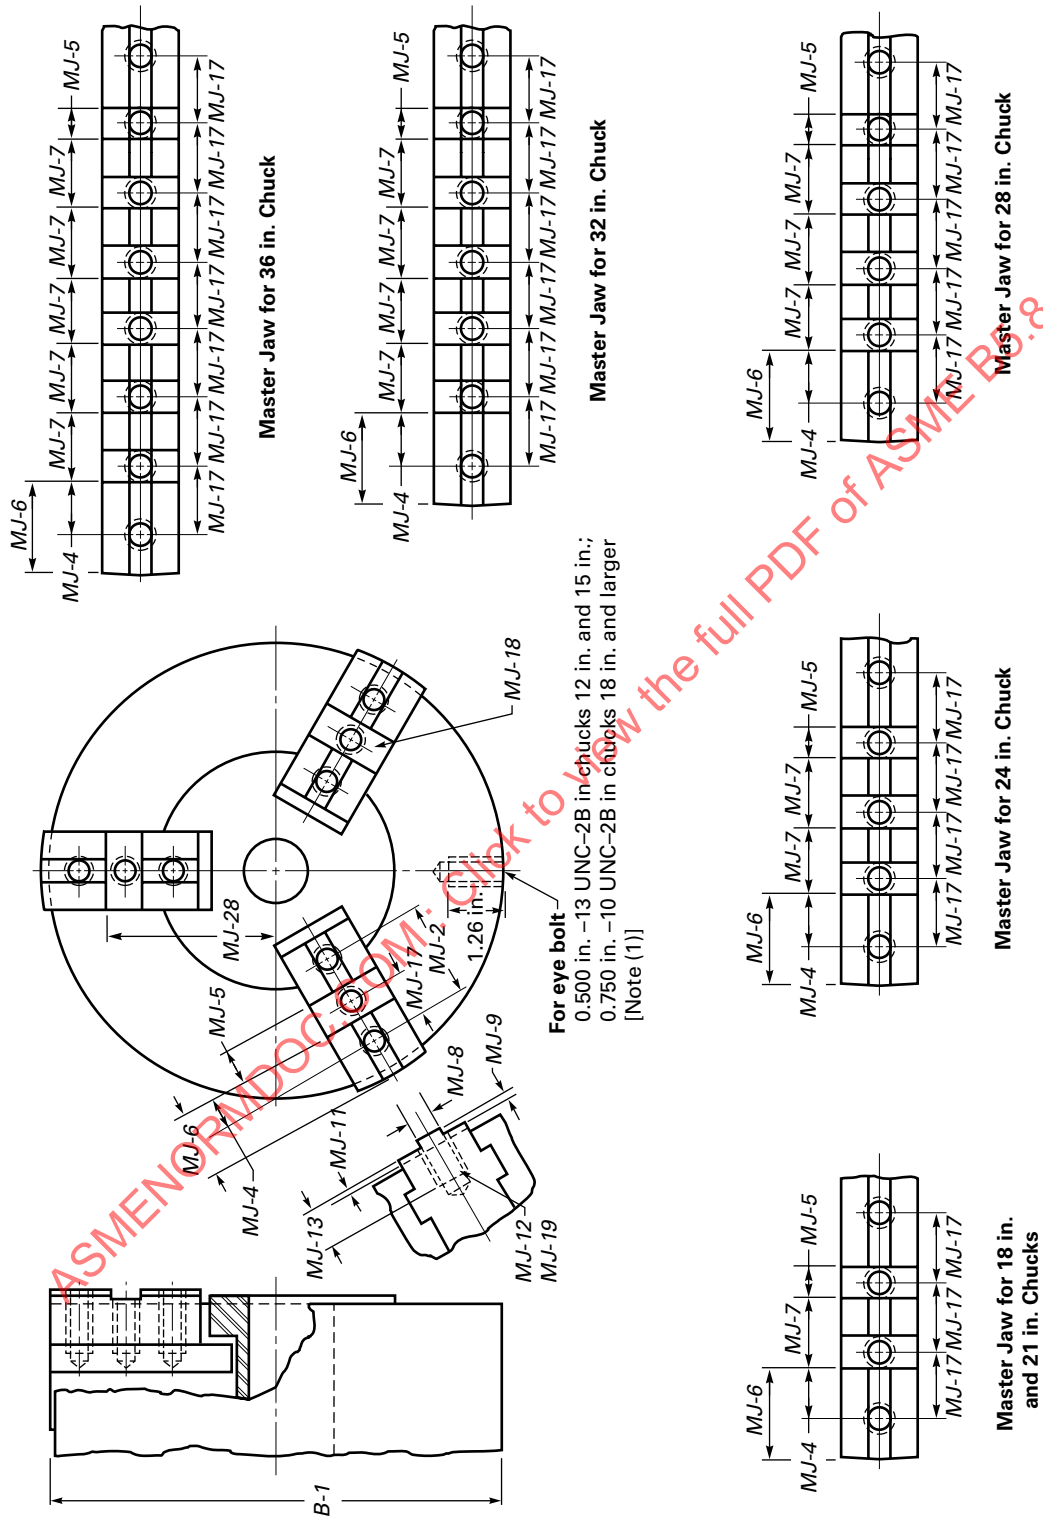 MJ-6
MJ-4
MJ-7
MJ-7
MJ-7
MJ-7
MJ-7
MJ-5
MJ-17
MJ-17
MJ-17
MJ-17
MJ-17
MJ-17
MJ-17
Master Jaw for 36 in. Chuck
MJ-6
MJ-4
MJ-7
MJ-7
MJ-7
MJ-7
MJ-5
MJ-17
MJ-17
MJ-17
MJ-17
MJ-17
MJ-17
Master Jaw for 32 in. Chuck
MJ-6
MJ-4
MJ-7
MJ-7
MJ-7
MJ-5
MJ-17
MJ-17
MJ-17
MJ-17
MJ-17
Master Jaw for 28 in. Chuck
B-1
MJ-13
MJ-11
MJ-4
MJ-6
MJ-5
MJ-28
MJ-18
MJ-2
MJ-17
1.26 in.
MJ-8
MJ-9
MJ-12
MJ-19
For eye bolt
0.500 in. –13 UNC–2B in chucks 12 in. and 15 in.;
0.750 in. –10 UNC–2B in chucks 18 in. and larger
[Note (1)]
MJ-6
MJ-4
MJ-7
MJ-5
MJ-17
MJ-17
MJ-17
Master Jaw for 18 in.
and 21 in. Chucks
MJ-6
MJ-4
MJ-7
MJ-7
MJ-5
MJ-17
MJ-17
MJ-17
MJ-17
Master Jaw for 24 in. Chuck
ASMENORMDOC.COM : Click to view the full PDF of ASME B5.8